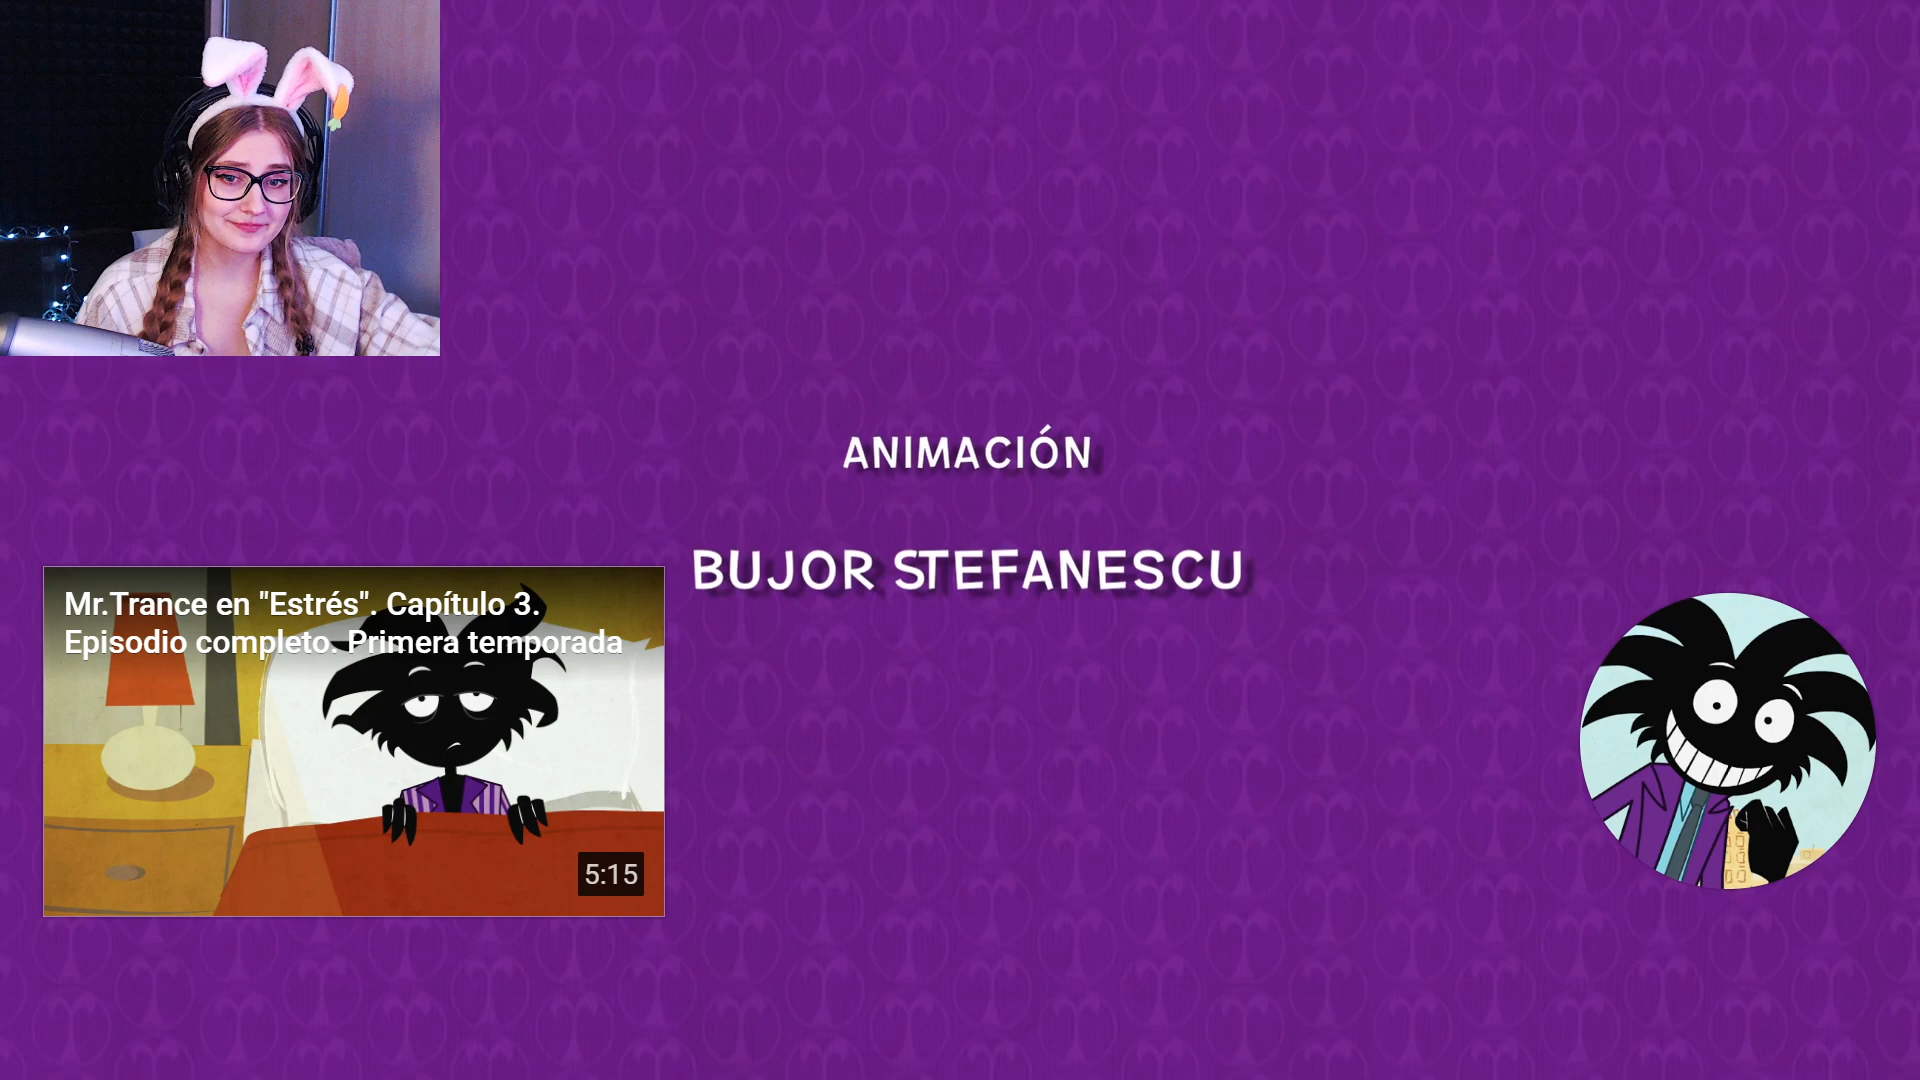 ANIMACIÓN
BUJOR STEFANESCU
Mr.Trance en "Estrés". Capítulo 3.
Episodio completo. Primera temporada
5:15